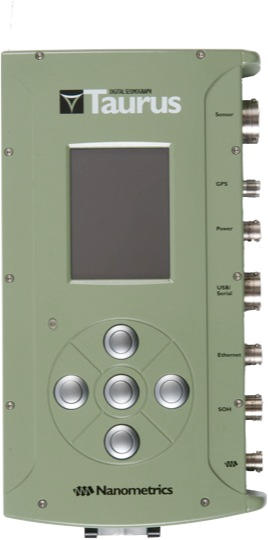 DIGITAL SEISMOGRAPH
Taurus
Sensor
GPS
Power
USB/
Serial
Ethernet
SOH
Nanometrics